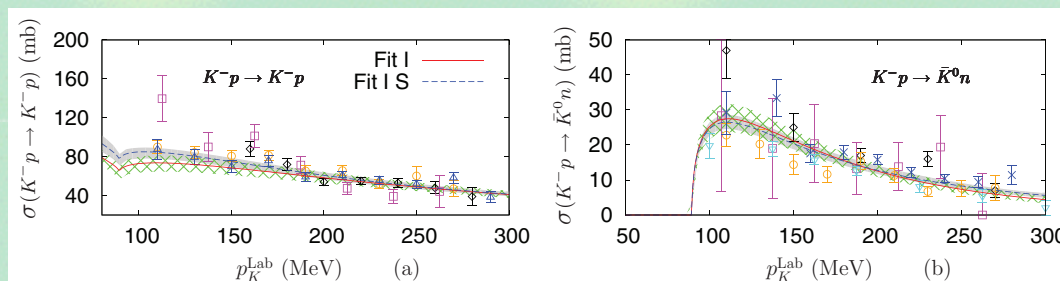 σ(K⁻p → K⁻p) (mb)
200
160
120
80
40
K⁻p → K⁻p
Fit I
Fit I S
100 150 200 250 300
p_K^Lab (MeV) (a)
σ(K⁻p → K̄⁰n) (mb)
50
40
30
20
10
0
K⁻p → K̄⁰n
50 100 150 200 250 300
p_K^Lab (MeV) (b)